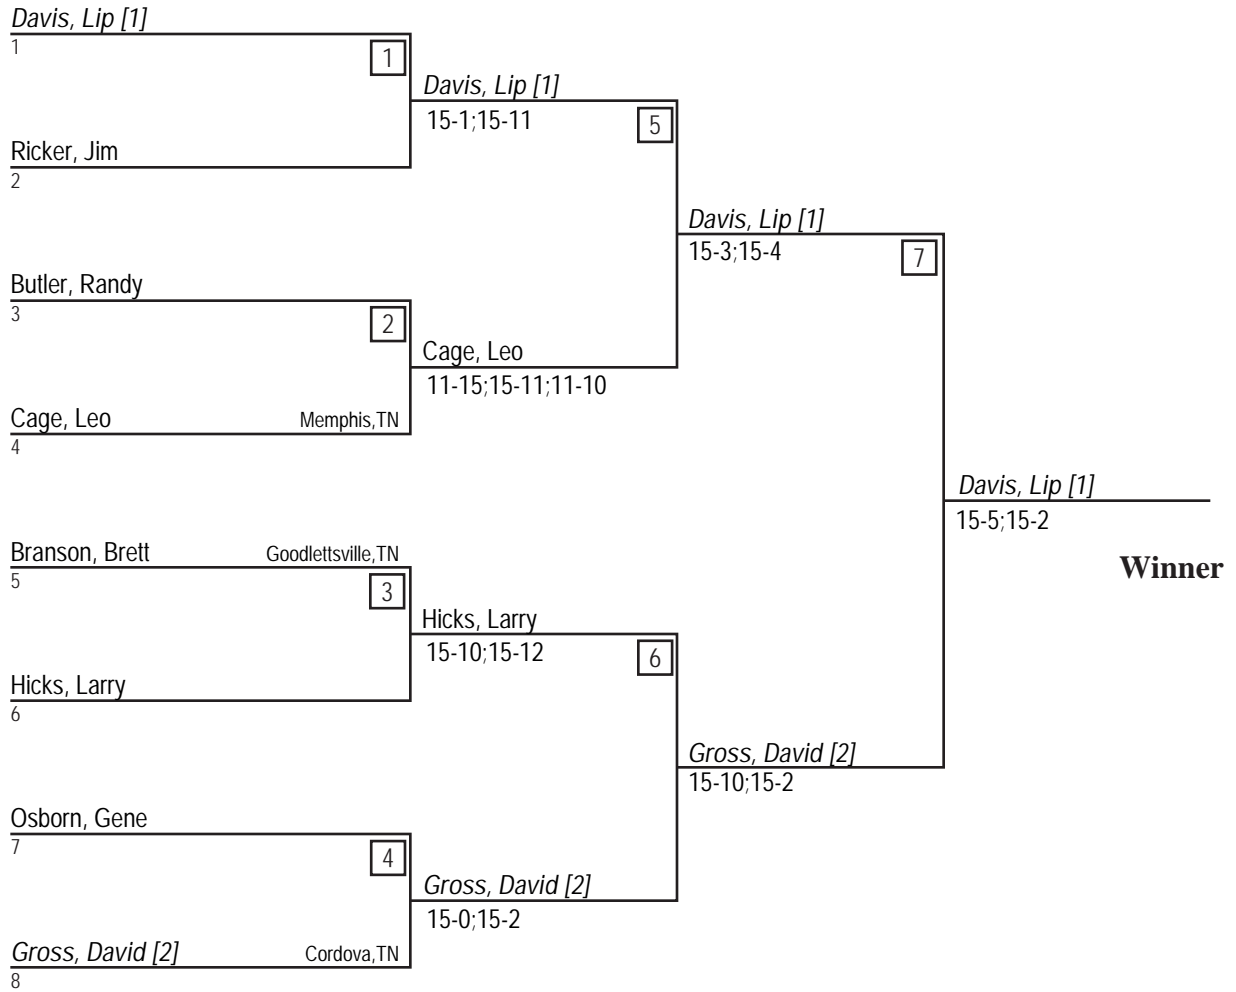 Davis, Lip [1]
1
1
Davis, Lip [1]
15-1;15-11
5
Ricker, Jim
2
Davis, Lip [1]
15-3;15-4
7
Butler, Randy
3
2
Cage, Leo
11-15;15-11;11-10
Cage, Leo Memphis,TN
4
Davis, Lip [1]
15-5;15-2
Winner
Branson, Brett Goodlettsville,TN
5
3
Hicks, Larry
15-10;15-12
6
Hicks, Larry
6
Gross, David [2]
15-10;15-2
Osborn, Gene
7
4
Gross, David [2]
15-0;15-2
Gross, David [2] Cordova,TN
8